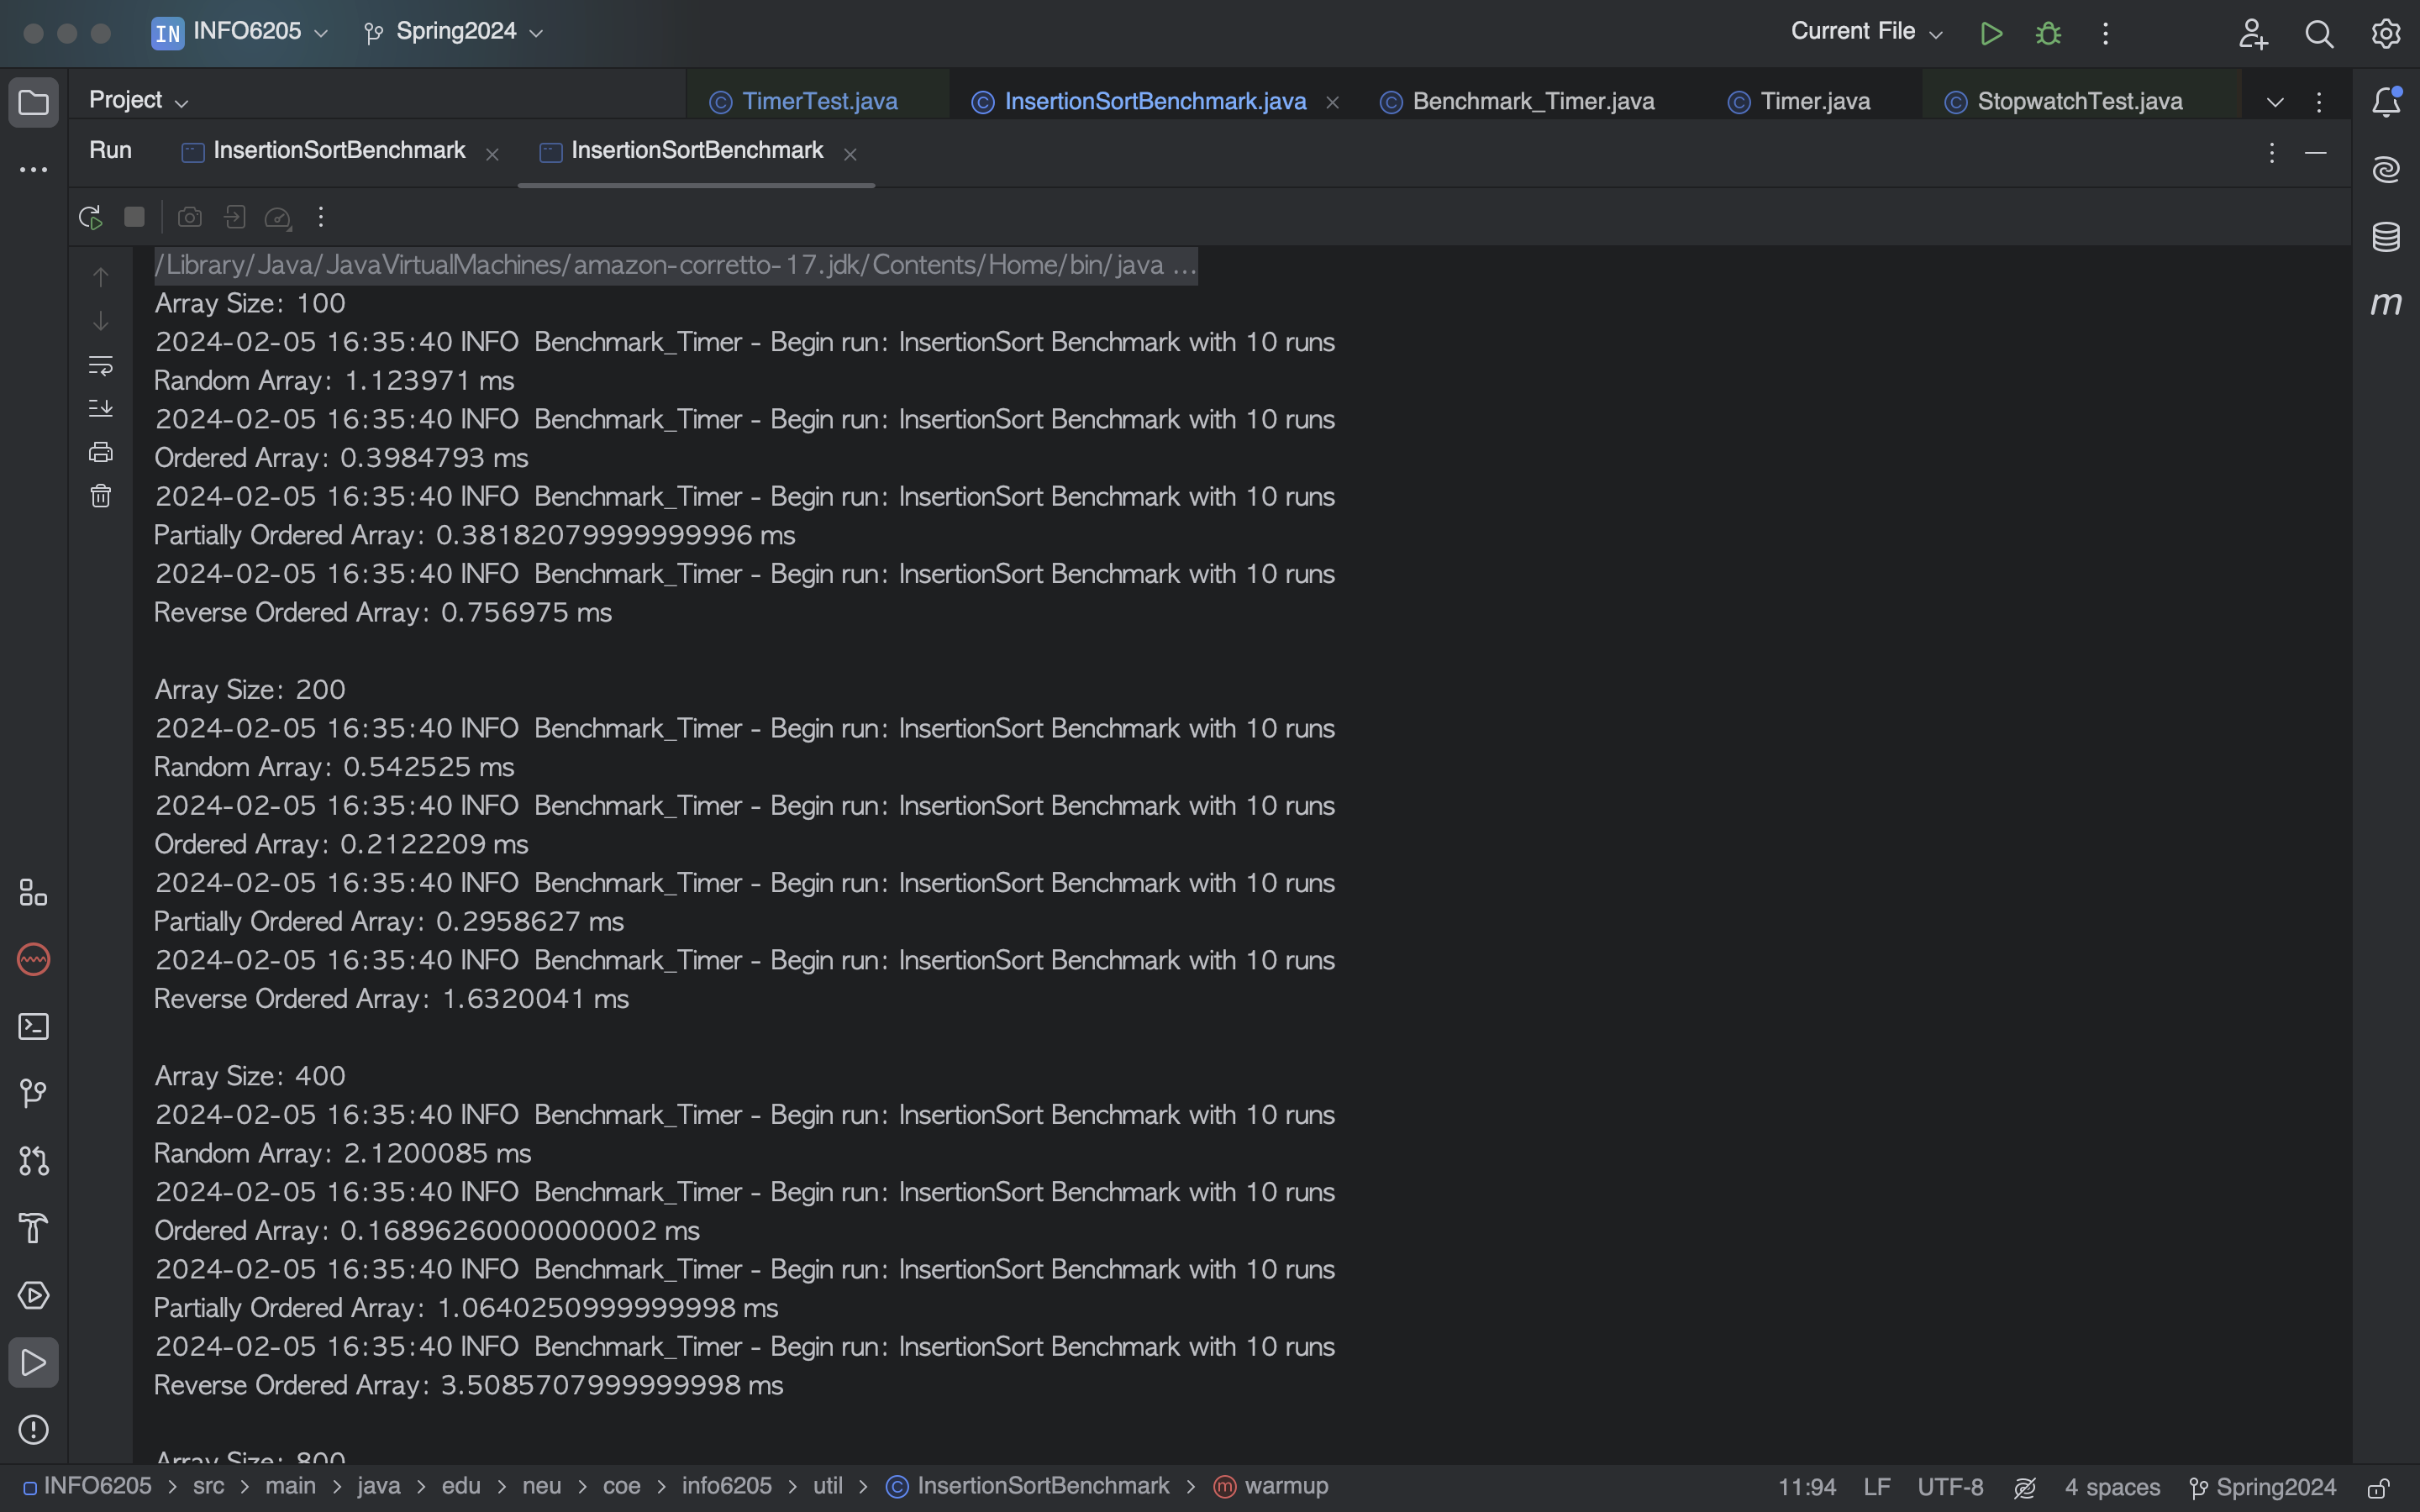 IN INFO6205 Spring2024 Current File
Project TimerTest.java InsertionSortBenchmark.java Benchmark_Timer.java Timer.java StopwatchTest.java
Run InsertionSortBenchmark InsertionSortBenchmark
/Library/Java/JavaVirtualMachines/amazon-corretto-17.jdk/Contents/Home/bin/java ...
Array Size: 100
2024-02-05 16:35:40 INFO  Benchmark_Timer - Begin run: InsertionSort Benchmark with 10 runs
Random Array: 1.123971 ms
2024-02-05 16:35:40 INFO  Benchmark_Timer - Begin run: InsertionSort Benchmark with 10 runs
Ordered Array: 0.3984793 ms
2024-02-05 16:35:40 INFO  Benchmark_Timer - Begin run: InsertionSort Benchmark with 10 runs
Partially Ordered Array: 0.38182079999999996 ms
2024-02-05 16:35:40 INFO  Benchmark_Timer - Begin run: InsertionSort Benchmark with 10 runs
Reverse Ordered Array: 0.756975 ms
Array Size: 200
2024-02-05 16:35:40 INFO  Benchmark_Timer - Begin run: InsertionSort Benchmark with 10 runs
Random Array: 0.542525 ms
2024-02-05 16:35:40 INFO  Benchmark_Timer - Begin run: InsertionSort Benchmark with 10 runs
Ordered Array: 0.2122209 ms
2024-02-05 16:35:40 INFO  Benchmark_Timer - Begin run: InsertionSort Benchmark with 10 runs
Partially Ordered Array: 0.2958627 ms
2024-02-05 16:35:40 INFO  Benchmark_Timer - Begin run: InsertionSort Benchmark with 10 runs
Reverse Ordered Array: 1.6320041 ms
Array Size: 400
2024-02-05 16:35:40 INFO  Benchmark_Timer - Begin run: InsertionSort Benchmark with 10 runs
Random Array: 2.1200085 ms
2024-02-05 16:35:40 INFO  Benchmark_Timer - Begin run: InsertionSort Benchmark with 10 runs
Ordered Array: 0.16896260000000002 ms
2024-02-05 16:35:40 INFO  Benchmark_Timer - Begin run: InsertionSort Benchmark with 10 runs
Partially Ordered Array: 1.0640250999999998 ms
2024-02-05 16:35:40 INFO  Benchmark_Timer - Begin run: InsertionSort Benchmark with 10 runs
Reverse Ordered Array: 3.5085707999999998 ms
Array Size: 800
INFO6205 > src > main > java > edu > neu > coe > info6205 > util > InsertionSortBenchmark > warmup 11:94 LF UTF-8 4 spaces Spring2024